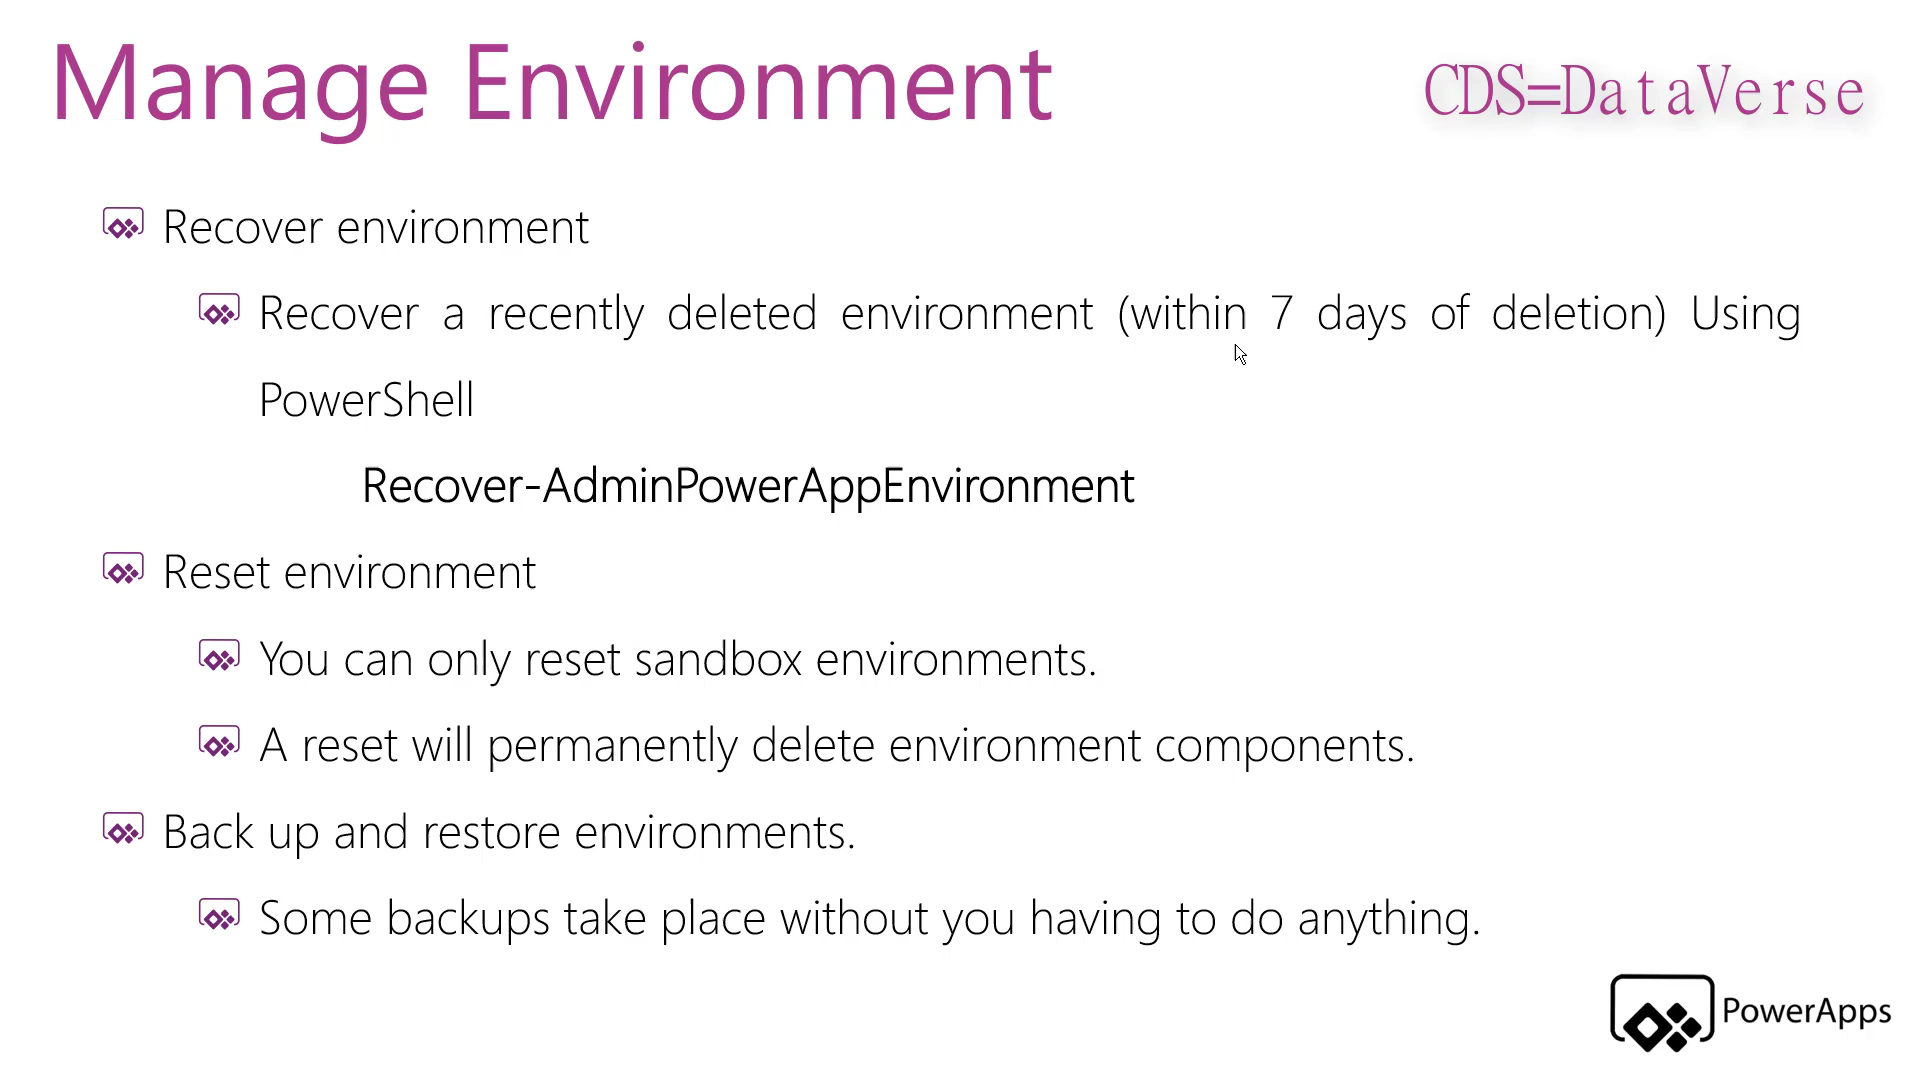 Manage Environment
CDS=DataVerse
Recover environment
Recover a recently deleted environment (within 7 days of deletion) Using
PowerShell
Recover-AdminPowerAppEnvironment
Reset environment
You can only reset sandbox environments.
A reset will permanently delete environment components.
Back up and restore environments.
Some backups take place without you having to do anything.
PowerApps